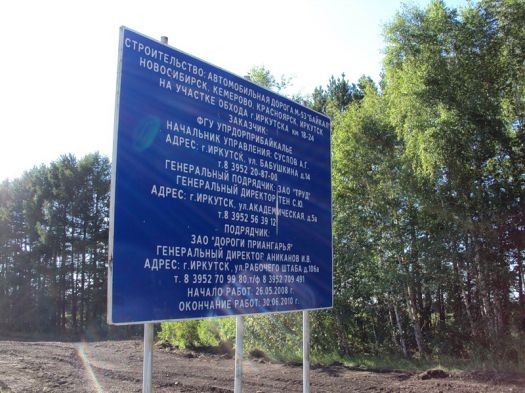 СТРОИТЕЛЬСТВО: АВТОМОБИЛЬНАЯ ДОРОГА М-53 "БАЙКАЛ"
НОВОСИБИРСК, КЕМЕРОВО, КРАСНОЯРСК, ИРКУТСК
НА УЧАСТКЕ ОБХОДА Г.ИРКУТСКА КМ 18-24
ЗАКАЗЧИК:
ФГУ УПРДОРПРИБАЙКАЛЬЕ
НАЧАЛЬНИК УПРАВЛЕНИЯ: СУСЛОВ А.Г.
АДРЕС: г.ИРКУТСК, УЛ. БАБУШКИНА д.14
т.8 3952 20-87-00
ГЕНЕРАЛЬНЫЙ ПОДРЯДЧИК: ЗАО "ТРУД"
ГЕНЕРАЛЬНЫЙ ДИРЕКТОР ТЕН С.Ю.
АДРЕС: г.ИРКУТСК, ул.АКАДЕМИЧЕСКАЯ, д.5а
т.8 3952 56 39 12
ПОДРЯДЧИК:
ЗАО "ДОРОГИ ПРИАНГАРЬЯ"
ГЕНЕРАЛЬНЫЙ ДИРЕКТОР АНИКАНОВ И.В.
АДРЕС: г.ИРКУТСК, ул.РАБОЧЕГО ШТАБА д.106а
т. 8 3952 70 99 80 т/ф 8 3952 709 491
НАЧАЛО РАБОТ: 26.05.2008 г.
ОКОНЧАНИЕ РАБОТ: 30.06.2010 г.